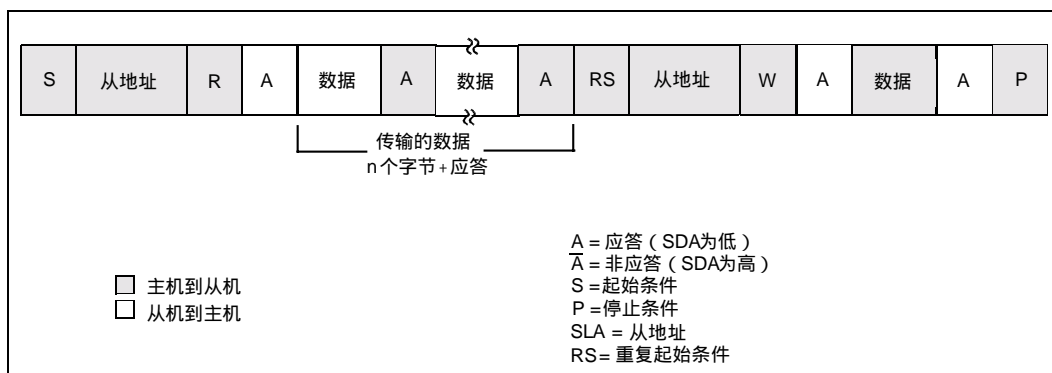 S 从地址 R A 数据 A 数据 A RS 从地址 W A 数据 A P
传输的数据
n个字节+应答
A = 应答（SDA为低）
A̅ = 非应答（SDA为高）
主机到从机
S = 起始条件
从机到主机
P = 停止条件
SLA = 从地址
RS = 重复起始条件